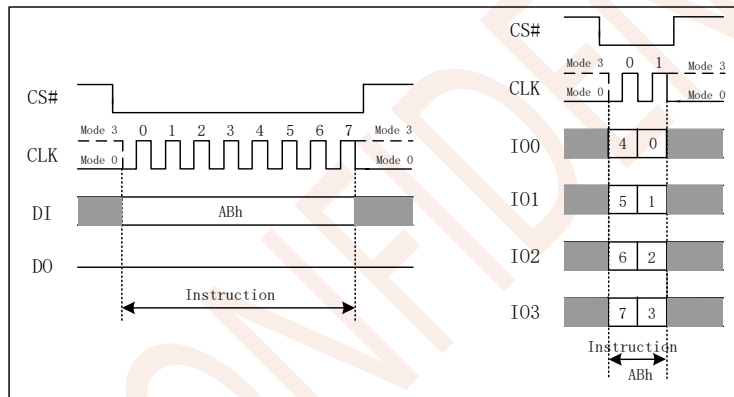 CS#
Mode 3 0 1 2 3 4 5 6 7 Mode 3
CLK
Mode 0 Mode 0
DI
ABh
DO
Instruction
CS#
Mode 3 0 1 Mode 3
CLK
Mode 0 Mode 0
IO0 4 0
IO1 5 1
IO2 6 2
IO3 7 3
Instruction
ABh